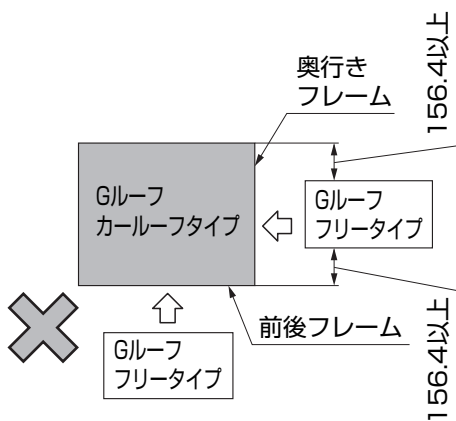 奥行き
フレーム
156.4以上
Gルーフ
カールーフタイプ
Gルーフ
フリータイプ
前後フレーム
Gルーフ
フリータイプ
156.4以上